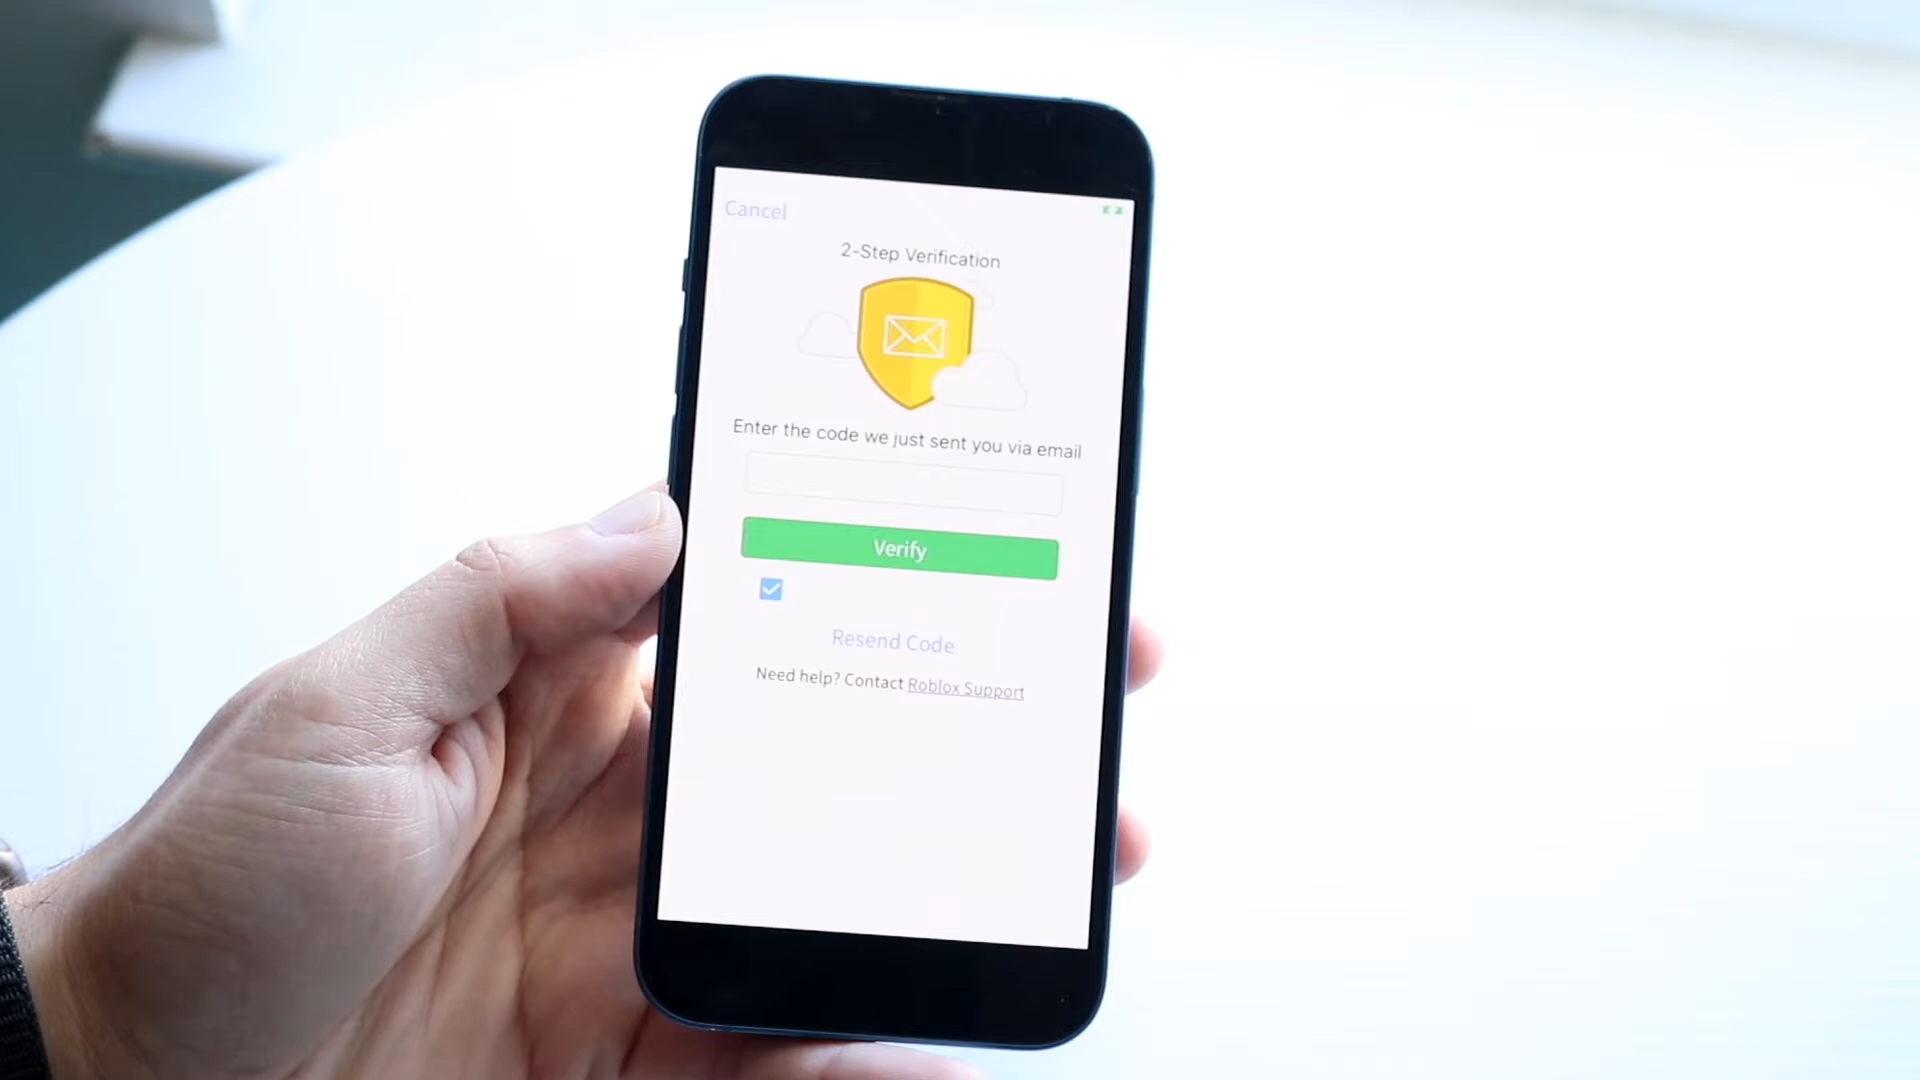 Cancel
2-Step Verification
Enter the code we just sent you via email
Verify
Resend Code
Need help? Contact Roblox Support